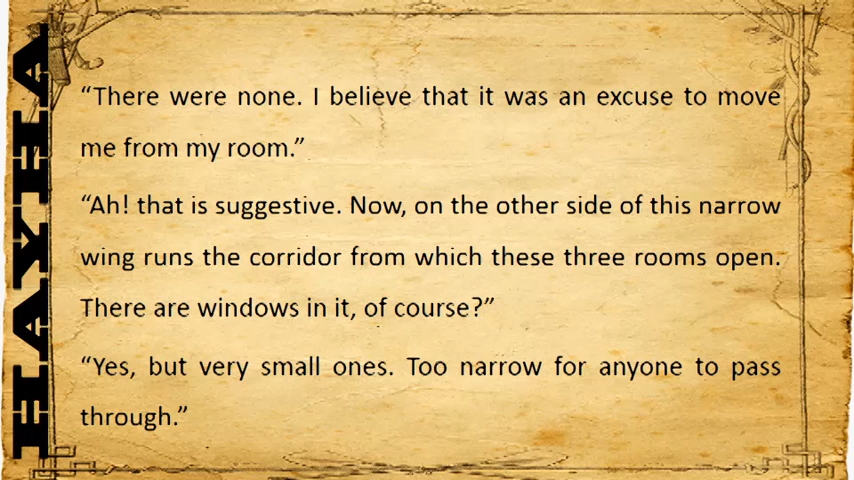 HAYHA
“There were none. I believe that it was an excuse to move
me from my room.”
“Ah! that is suggestive. Now, on the other side of this narrow
wing runs the corridor from which these three rooms open.
There are windows in it, of course?”
“Yes, but very small ones. Too narrow for anyone to pass
through.”